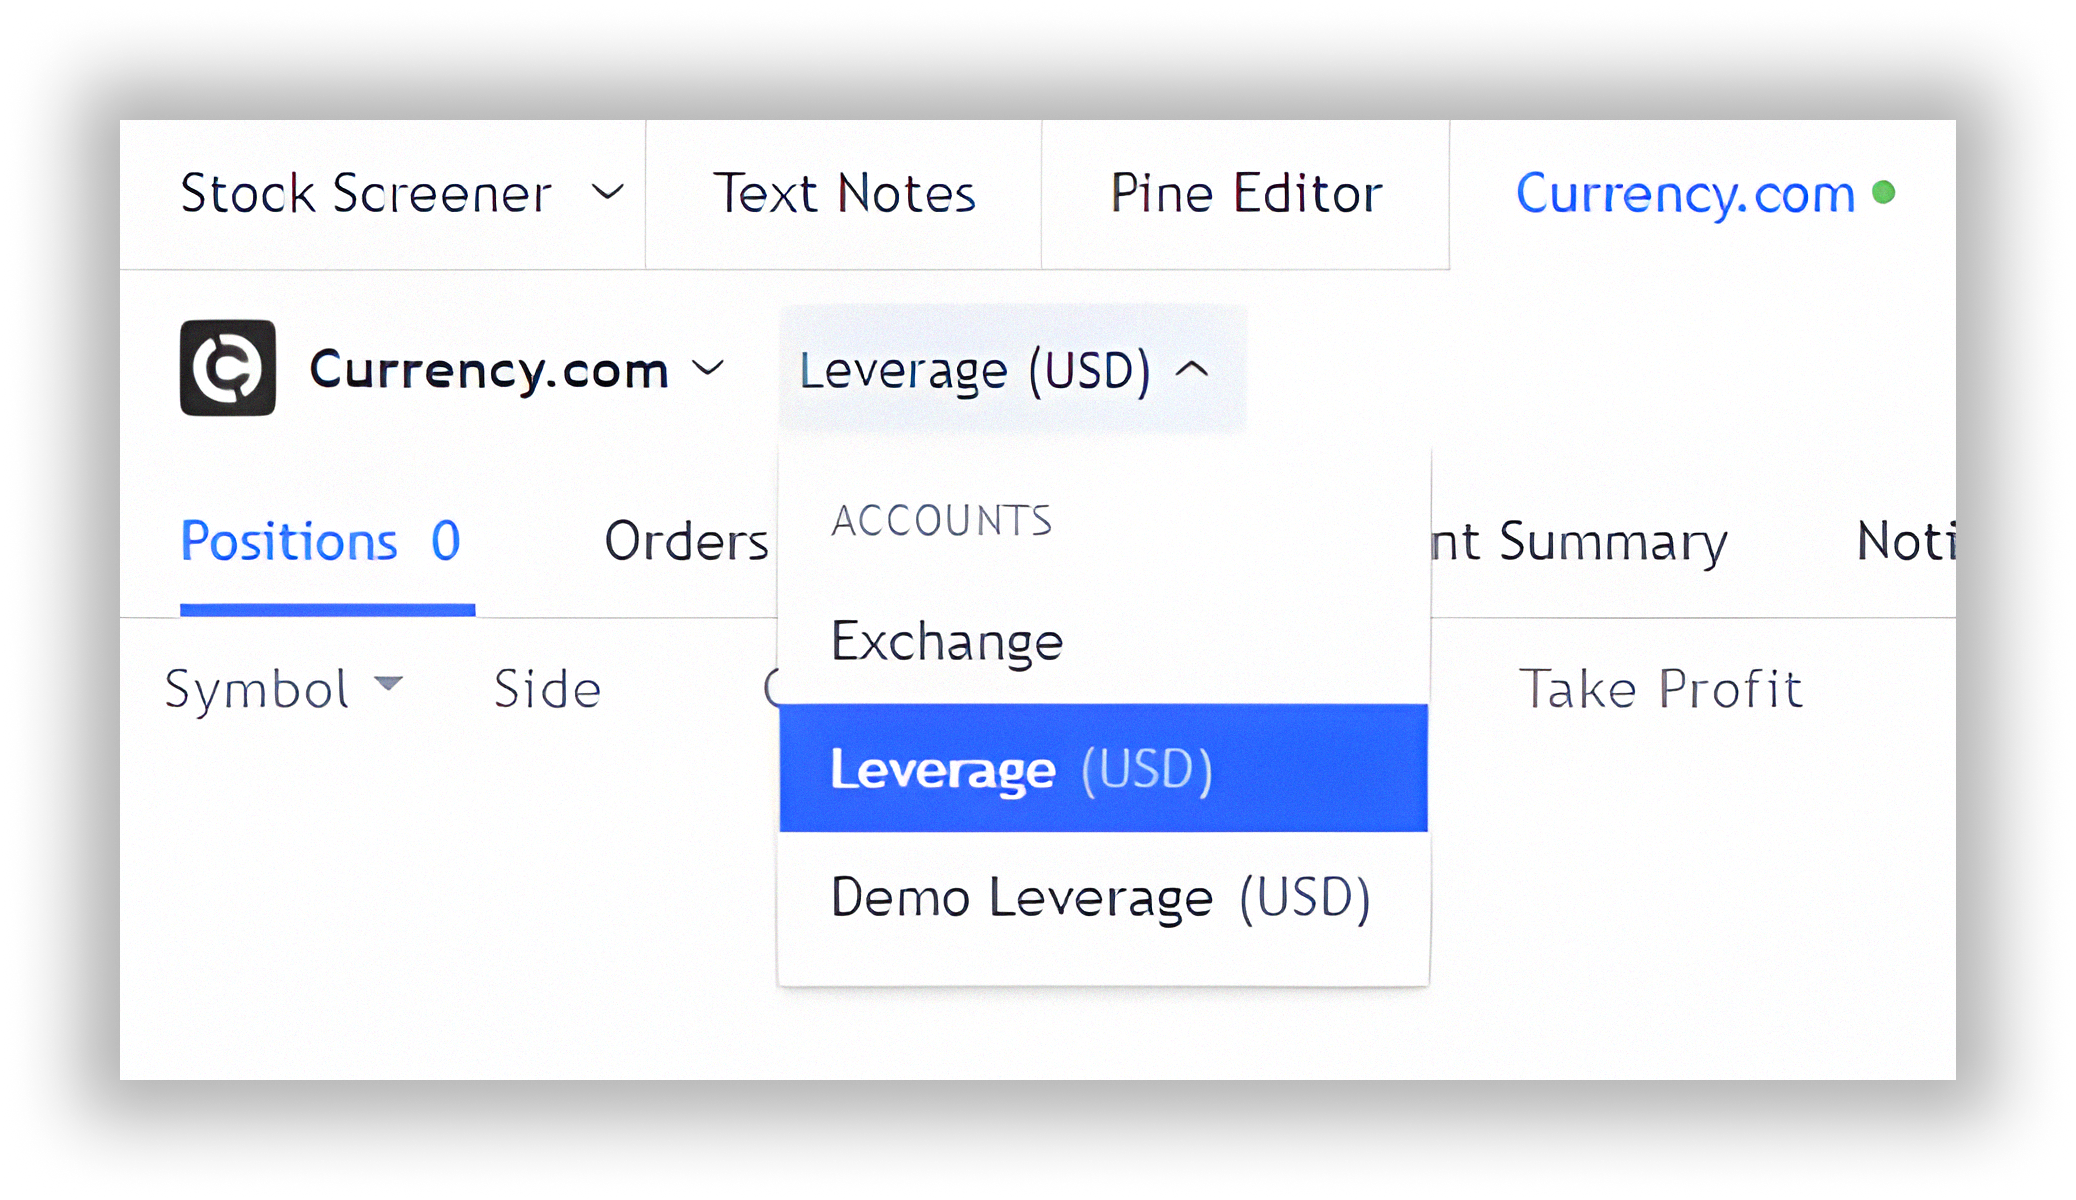 Stock Screener Text Notes Pine Editor Currency.com
Currency.com Leverage (USD)
ACCOUNTS
Positions 0 Orders nt Summary Noti
Exchange
Symbol Side Take Profit
Leverage (USD)
Demo Leverage (USD)